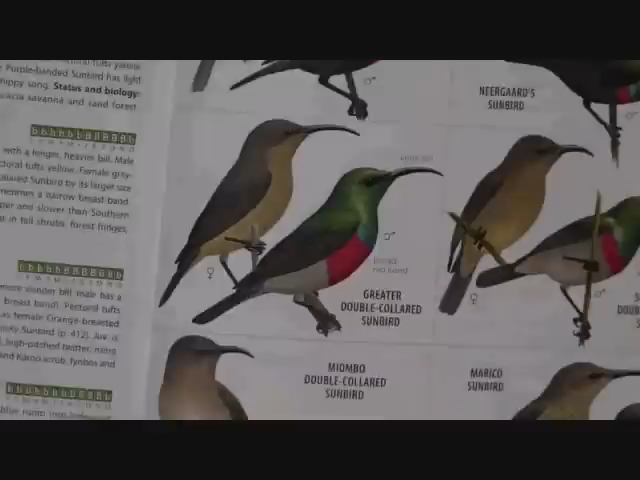 Purple-banded Sunbird has light
song. Status and biology:
acacia savanna and sand forest
with a longer, heavier bill. Male
tufts yellow. Female grey-
Sunbird by its larger size
a narrow breast band.
and slower than Southern
in tall shrubs, forest fringes,
more slender bill male has a
breast band). Pectoral tufts
as female Orange-breasted
Sunbird (p. 412). Juv. is
high-pitched twitter, rising
and Karoo scrub, fynbos and
♂
NEERGAARD'S
SUNBIRD
♂
♂
broad
red band
♀
GREATER
DOUBLE-COLLARED
SUNBIRD
♀
♂
MIOMBO
DOUBLE-COLLARED
SUNBIRD
MARICO
SUNBIRD